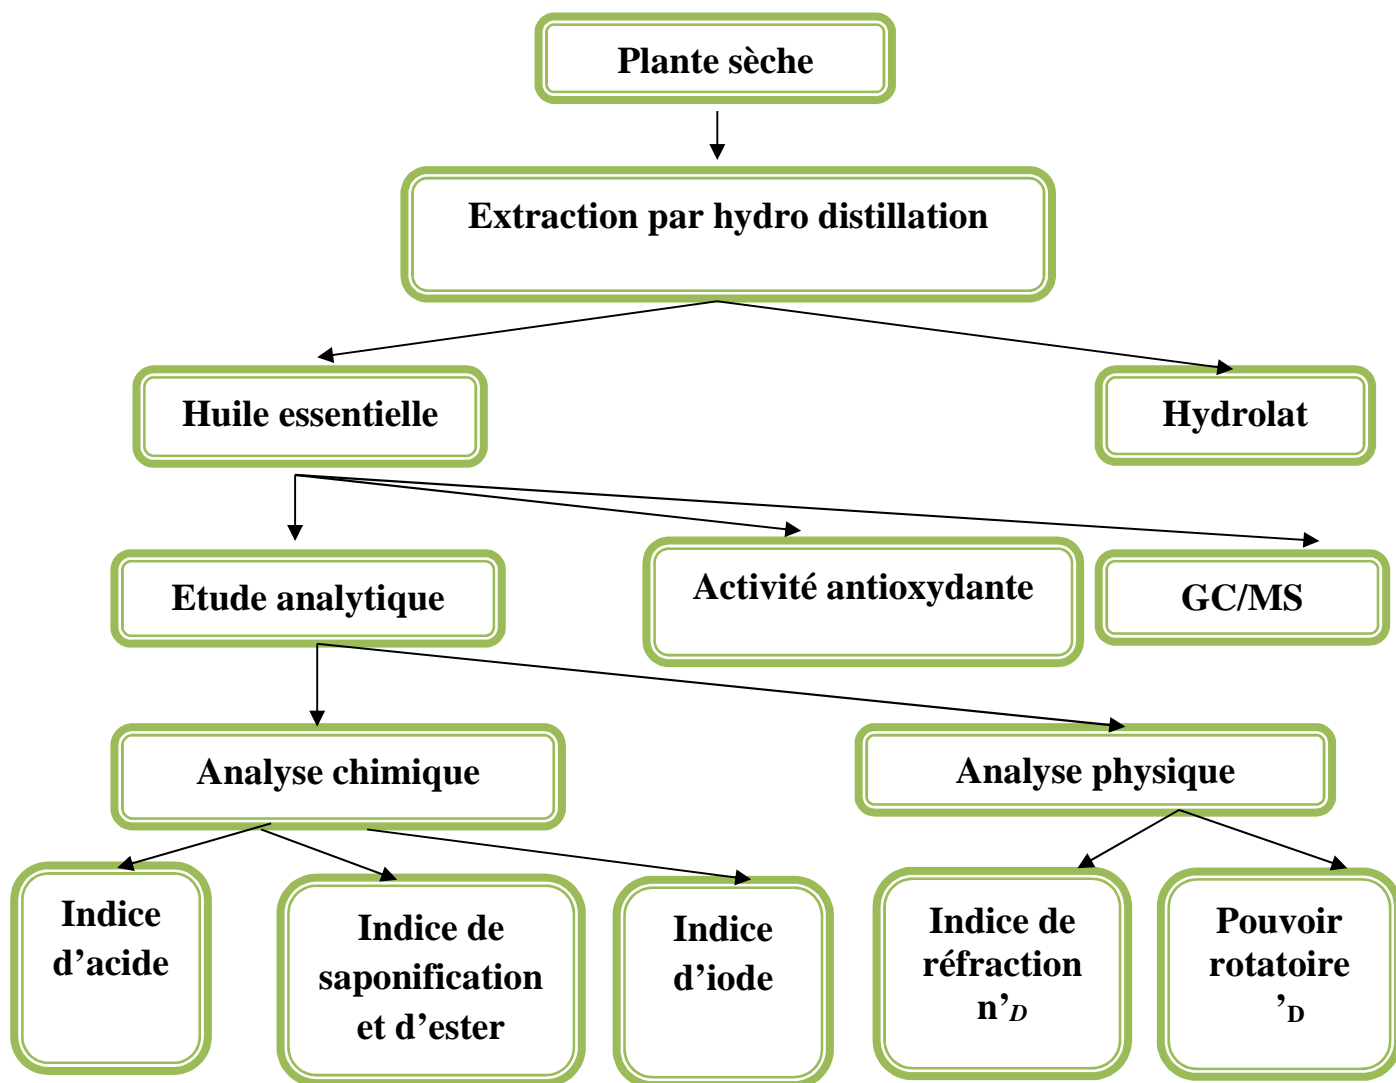 Plante sèche
Extraction par hydro distillation
Huile essentielle
Hydrolat
Etude analytique
Activité antioxydante
GC/MS
Analyse chimique
Analyse physique
Indice
d’acide
Indice de
saponification
et d’ester
Indice
d’iode
Indice de
réfraction
n’D
Pouvoir
rotatoire
’D